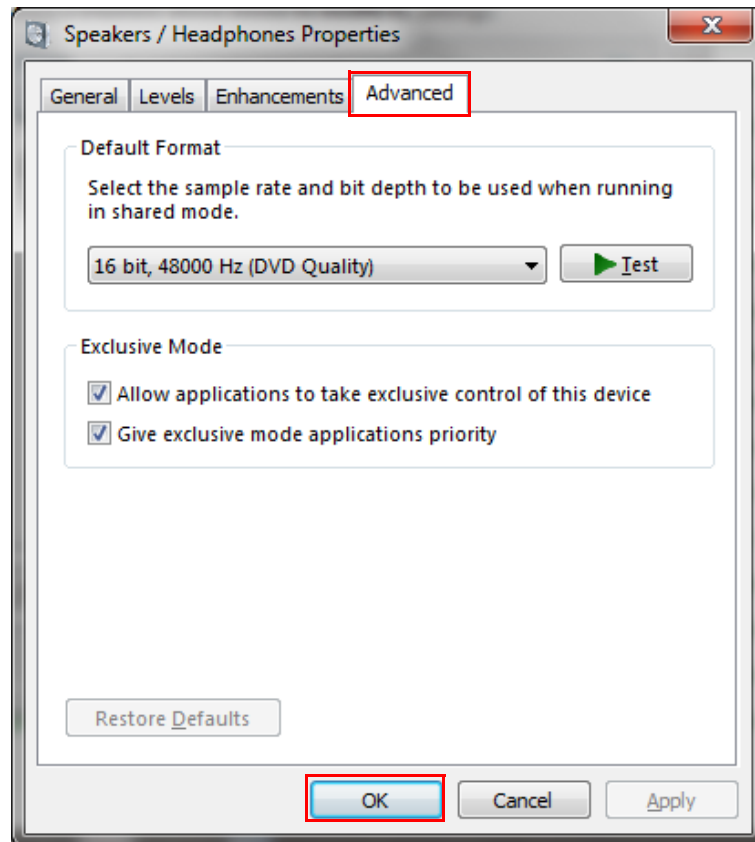 Speakers / Headphones Properties
X
General Levels Enhancements Advanced
Default Format
Select the sample rate and bit depth to be used when running
in shared mode.
16 bit, 48000 Hz (DVD Quality)
Test
Exclusive Mode
Allow applications to take exclusive control of this device
Give exclusive mode applications priority
Restore Defaults
OK Cancel Apply